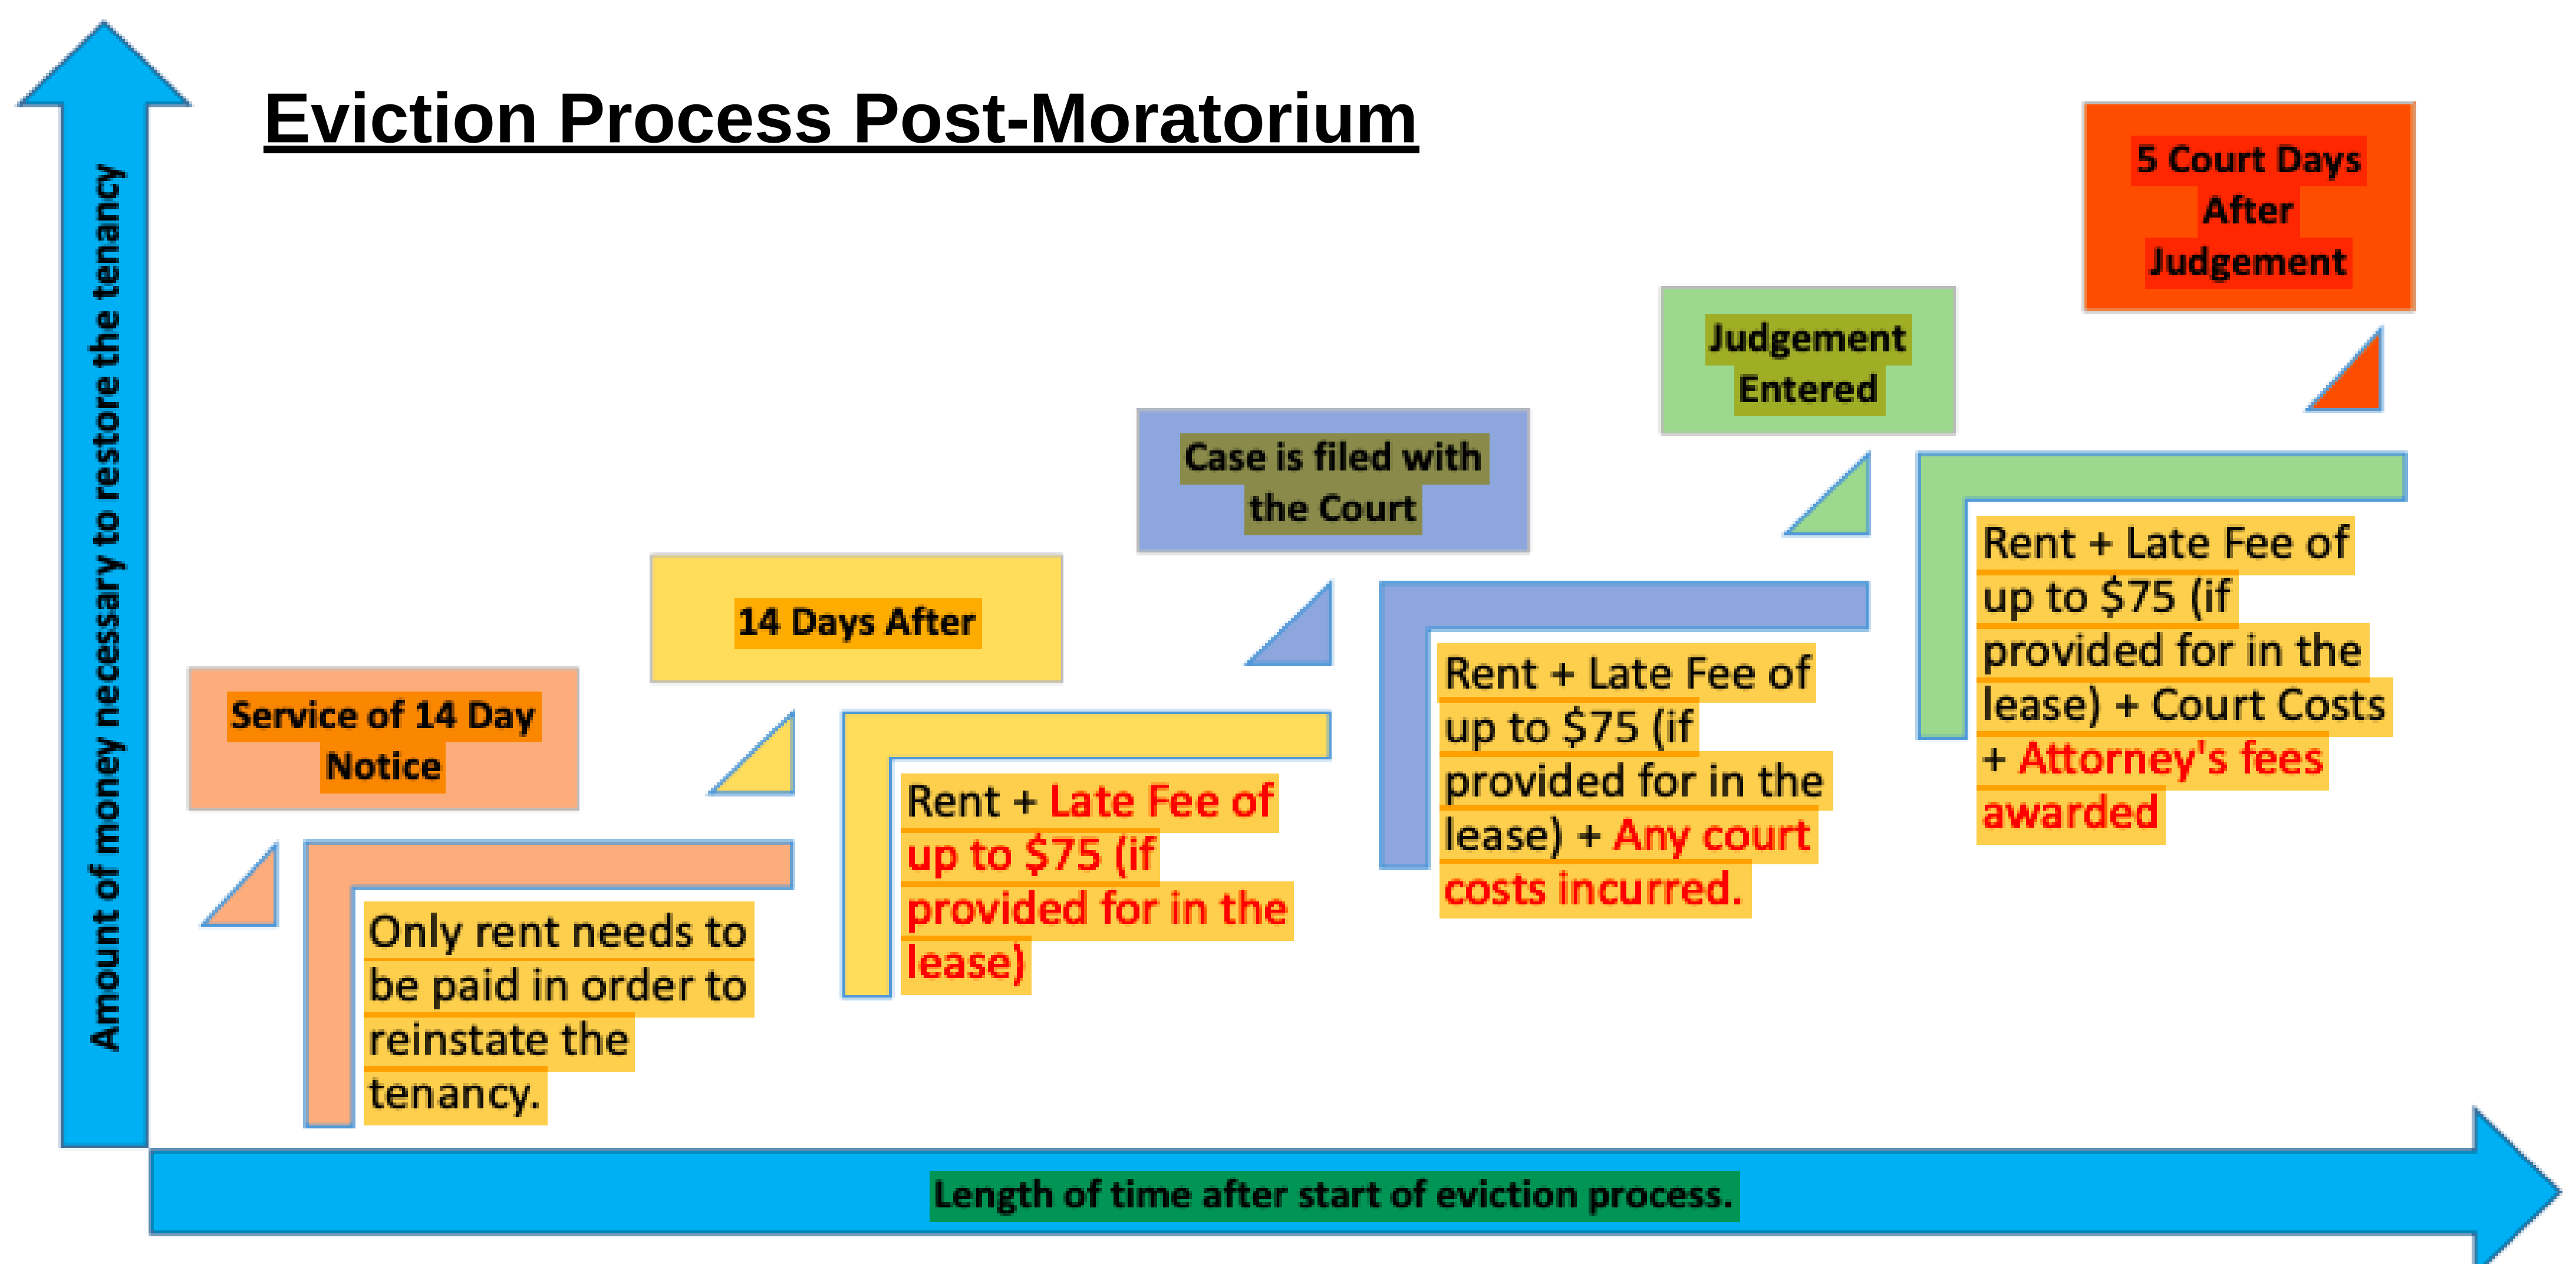 Eviction Process Post-Moratorium
Amount of money necessary to restore the tenancy
Service of 14 Day
Notice
Only rent needs to
be paid in order to
reinstate the
tenancy.
14 Days After
Rent + Late Fee of
up to $75 (if
provided for in the
lease)
Case is filed with
the Court
Rent + Late Fee of
up to $75 (if
provided for in the
lease) + Any court
costs incurred.
Judgement
Entered
Rent + Late Fee of
up to $75 (if
provided for in the
lease) + Court Costs
+ Attorney's fees
awarded
5 Court Days
After
Judgement
Length of time after start of eviction process.